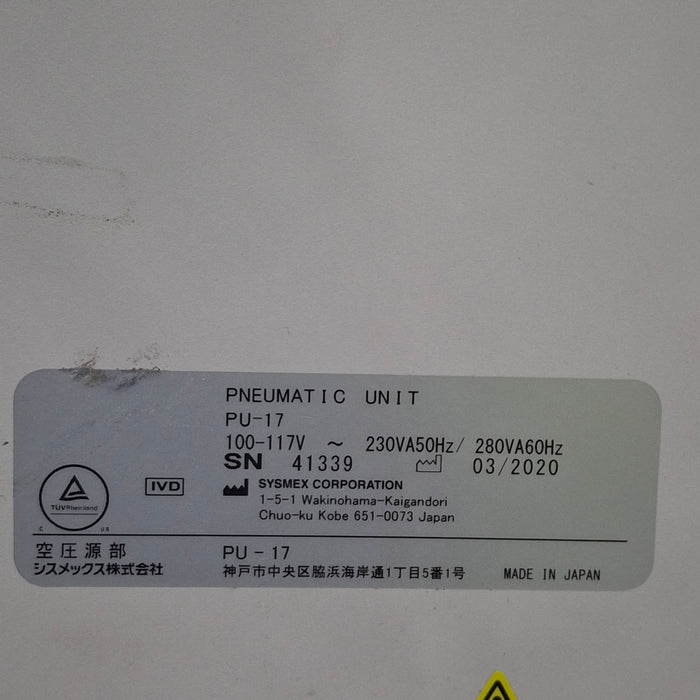 PNEUMATIC UNIT
PU-17
100-117V ~ 230VA50Hz/ 280VA60Hz
SN 41339 03/2020
SYSMEX CORPORATION
1-5-1 Wakinohama-Kaigandori
Chuo-ku Kobe 651-0073 Japan
TÜVRheinland
C US
IVD
空圧源部 PU-17
シスメックス株式会社 神戸市中央区脇浜海岸通1丁目5番1号 MADE IN JAPAN